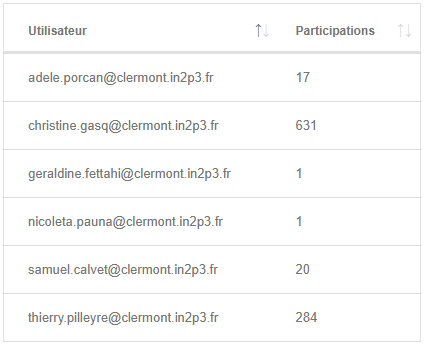 Utilisateur Participations
adele.porcan@clermont.in2p3.fr 17
christine.gasq@clermont.in2p3.fr 631
geraldine.fettahi@clermont.in2p3.fr 1
nicoleta.pauna@clermont.in2p3.fr 1
samuel.calvet@clermont.in2p3.fr 20
thierry.pilleyre@clermont.in2p3.fr 284